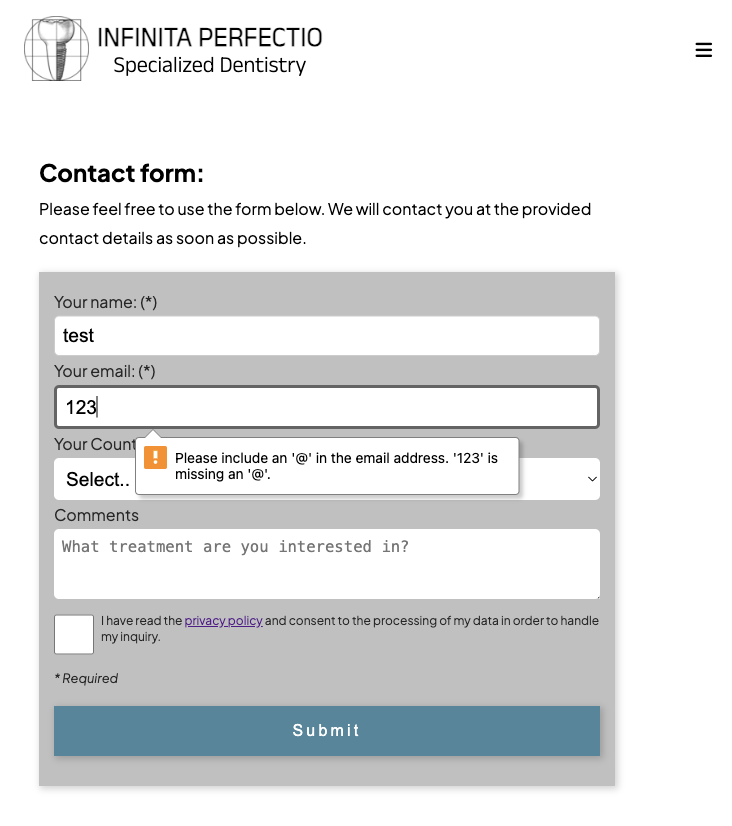 INFINITA PERFECTIO
Specialized Dentistry
Contact form:
Please feel free to use the form below. We will contact you at the provided
contact details as soon as possible.
Your name: (*)
test
Your email: (*)
123
Your Count
Please include an '@' in the email address. '123' is
missing an '@'.
Select..
Comments
What treatment are you interested in?
I have read the privacy policy and consent to the processing of my data in order to handle
my inquiry.
* Required
Submit